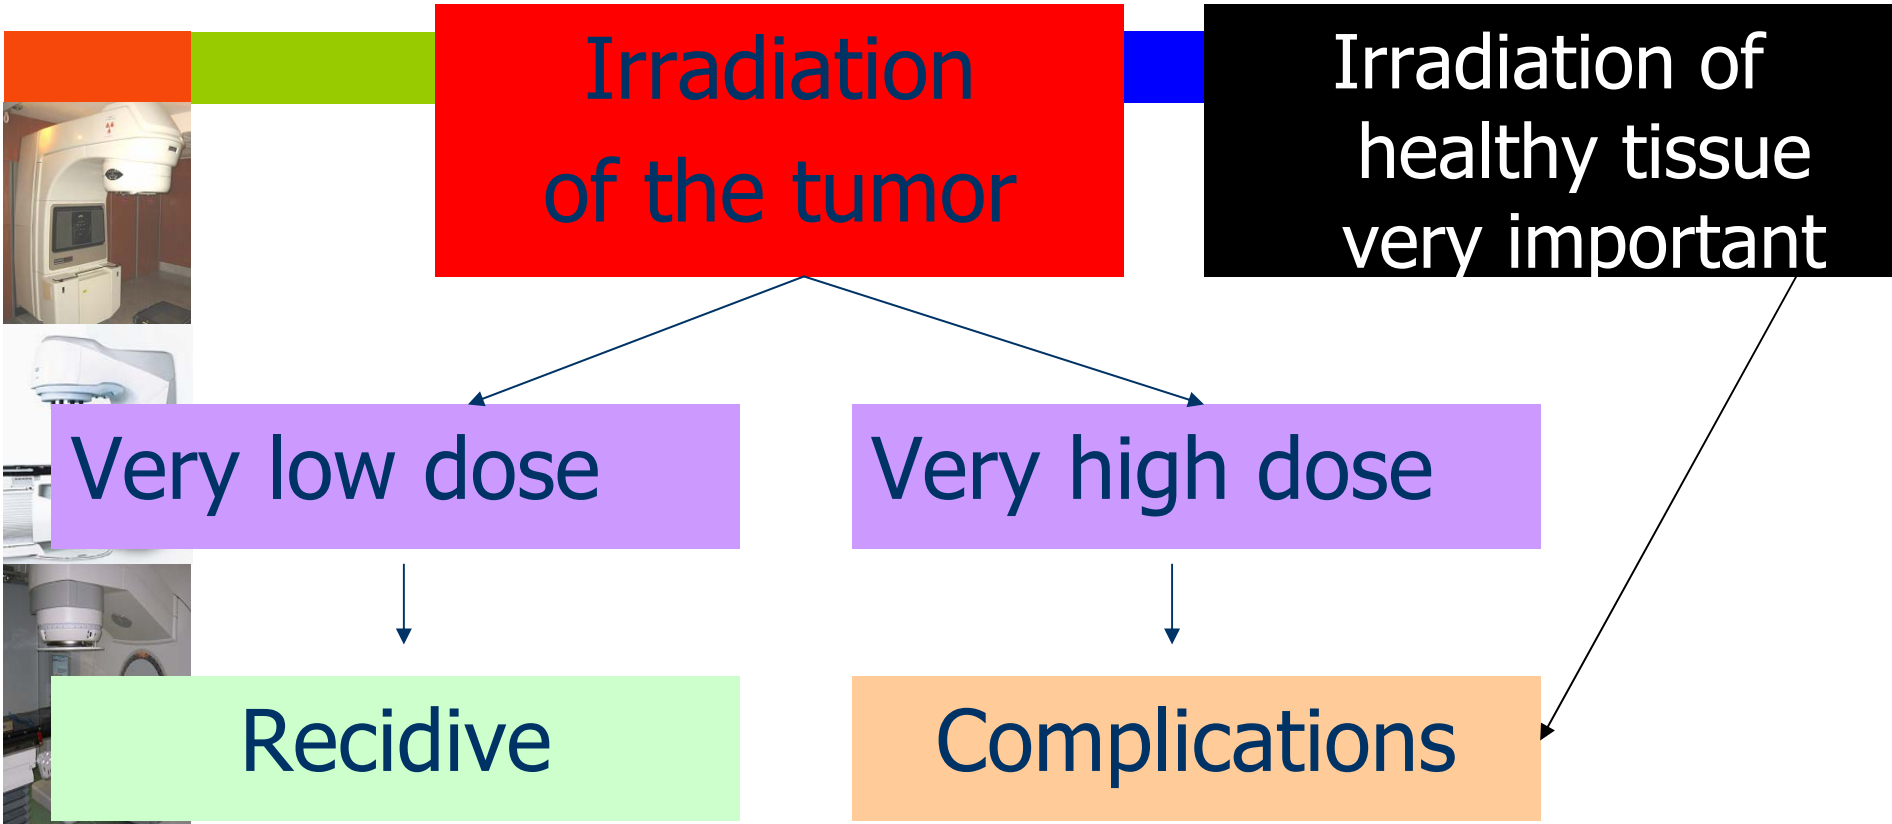 Irradiation
of the tumor
Irradiation of
healthy tissue
very important
Very low dose
Very high dose
Recidive
Complications